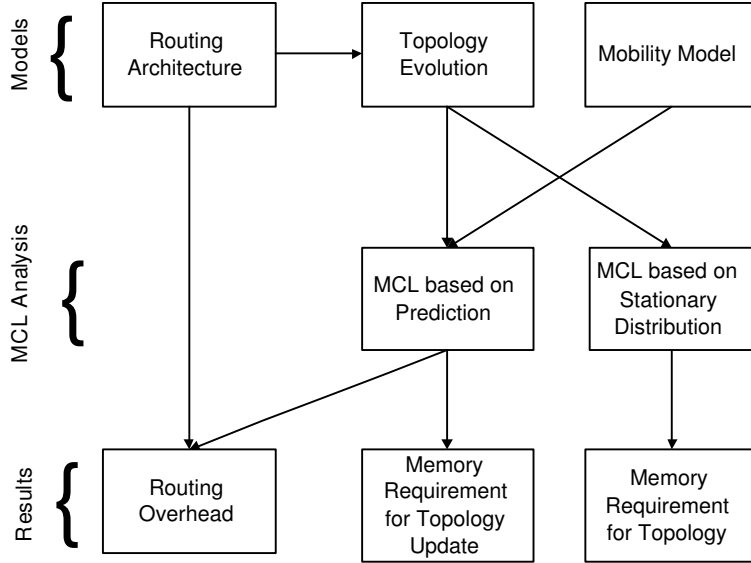 Models
Routing
Architecture
Topology
Evolution
Mobility Model
MCL Analysis
MCL based on
Prediction
MCL based on
Stationary
Distribution
Results
Routing
Overhead
Memory
Requirement
for Topology
Update
Memory
Requirement
for Topology